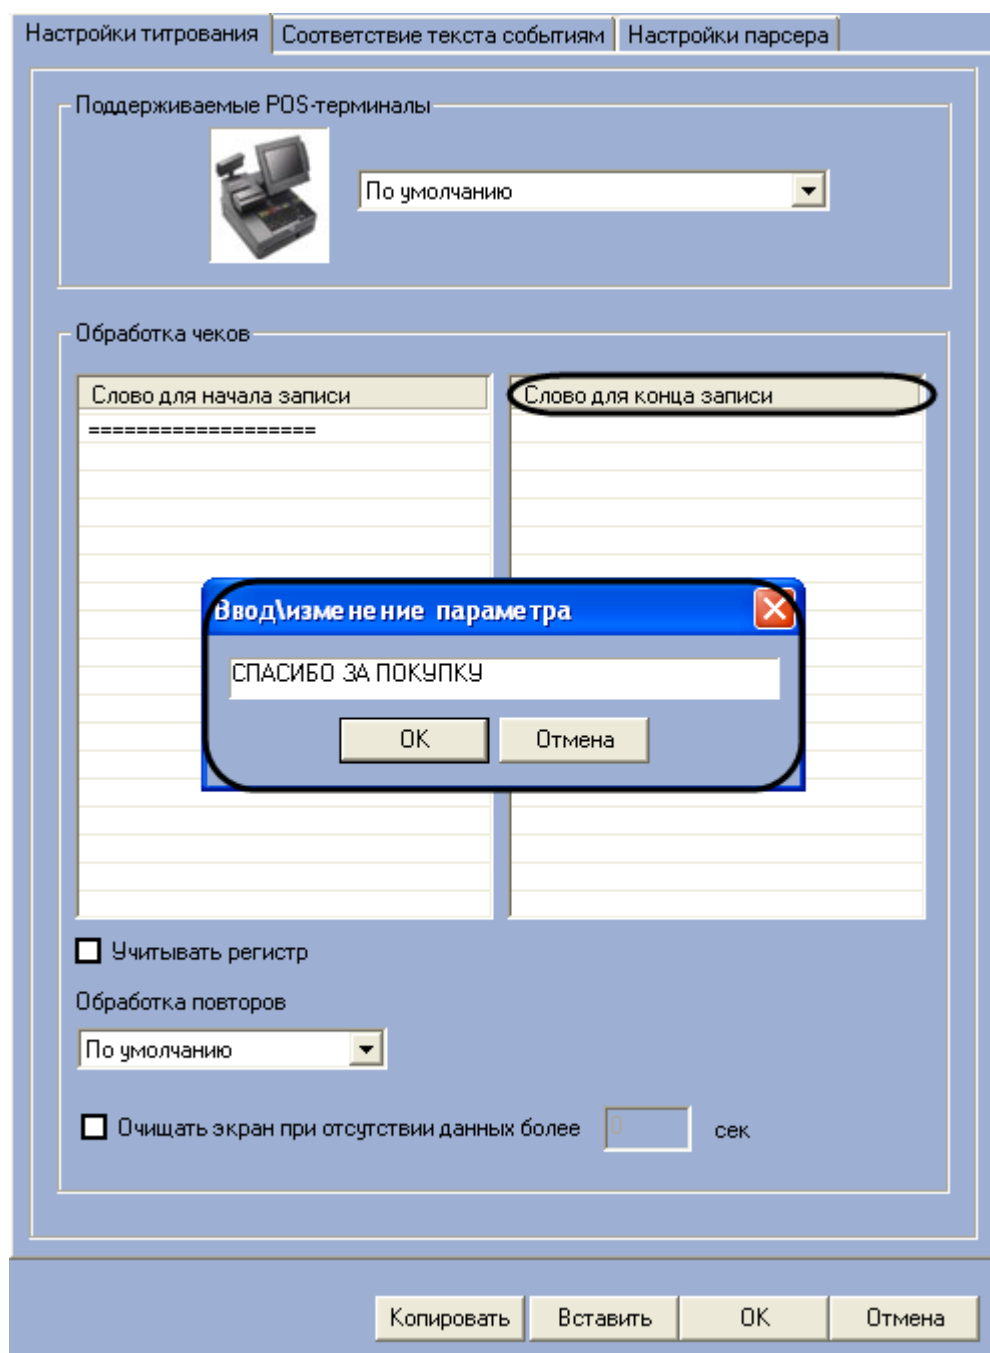 Настройки титрования Соответствие текста событиям Настройки парсера
Поддерживаемые POS-терминалы
По умолчанию
Обработка чеков
Слово для начала записи Слово для конца записи
===================
Ввод\изменение параметра
СПАСИБО ЗА ПОКУПКУ
OK Отмена
Учитывать регистр
Обработка повторов
По умолчанию
Очищать экран при отсутствии данных более 0 сек
Копировать Вставить OK Отмена